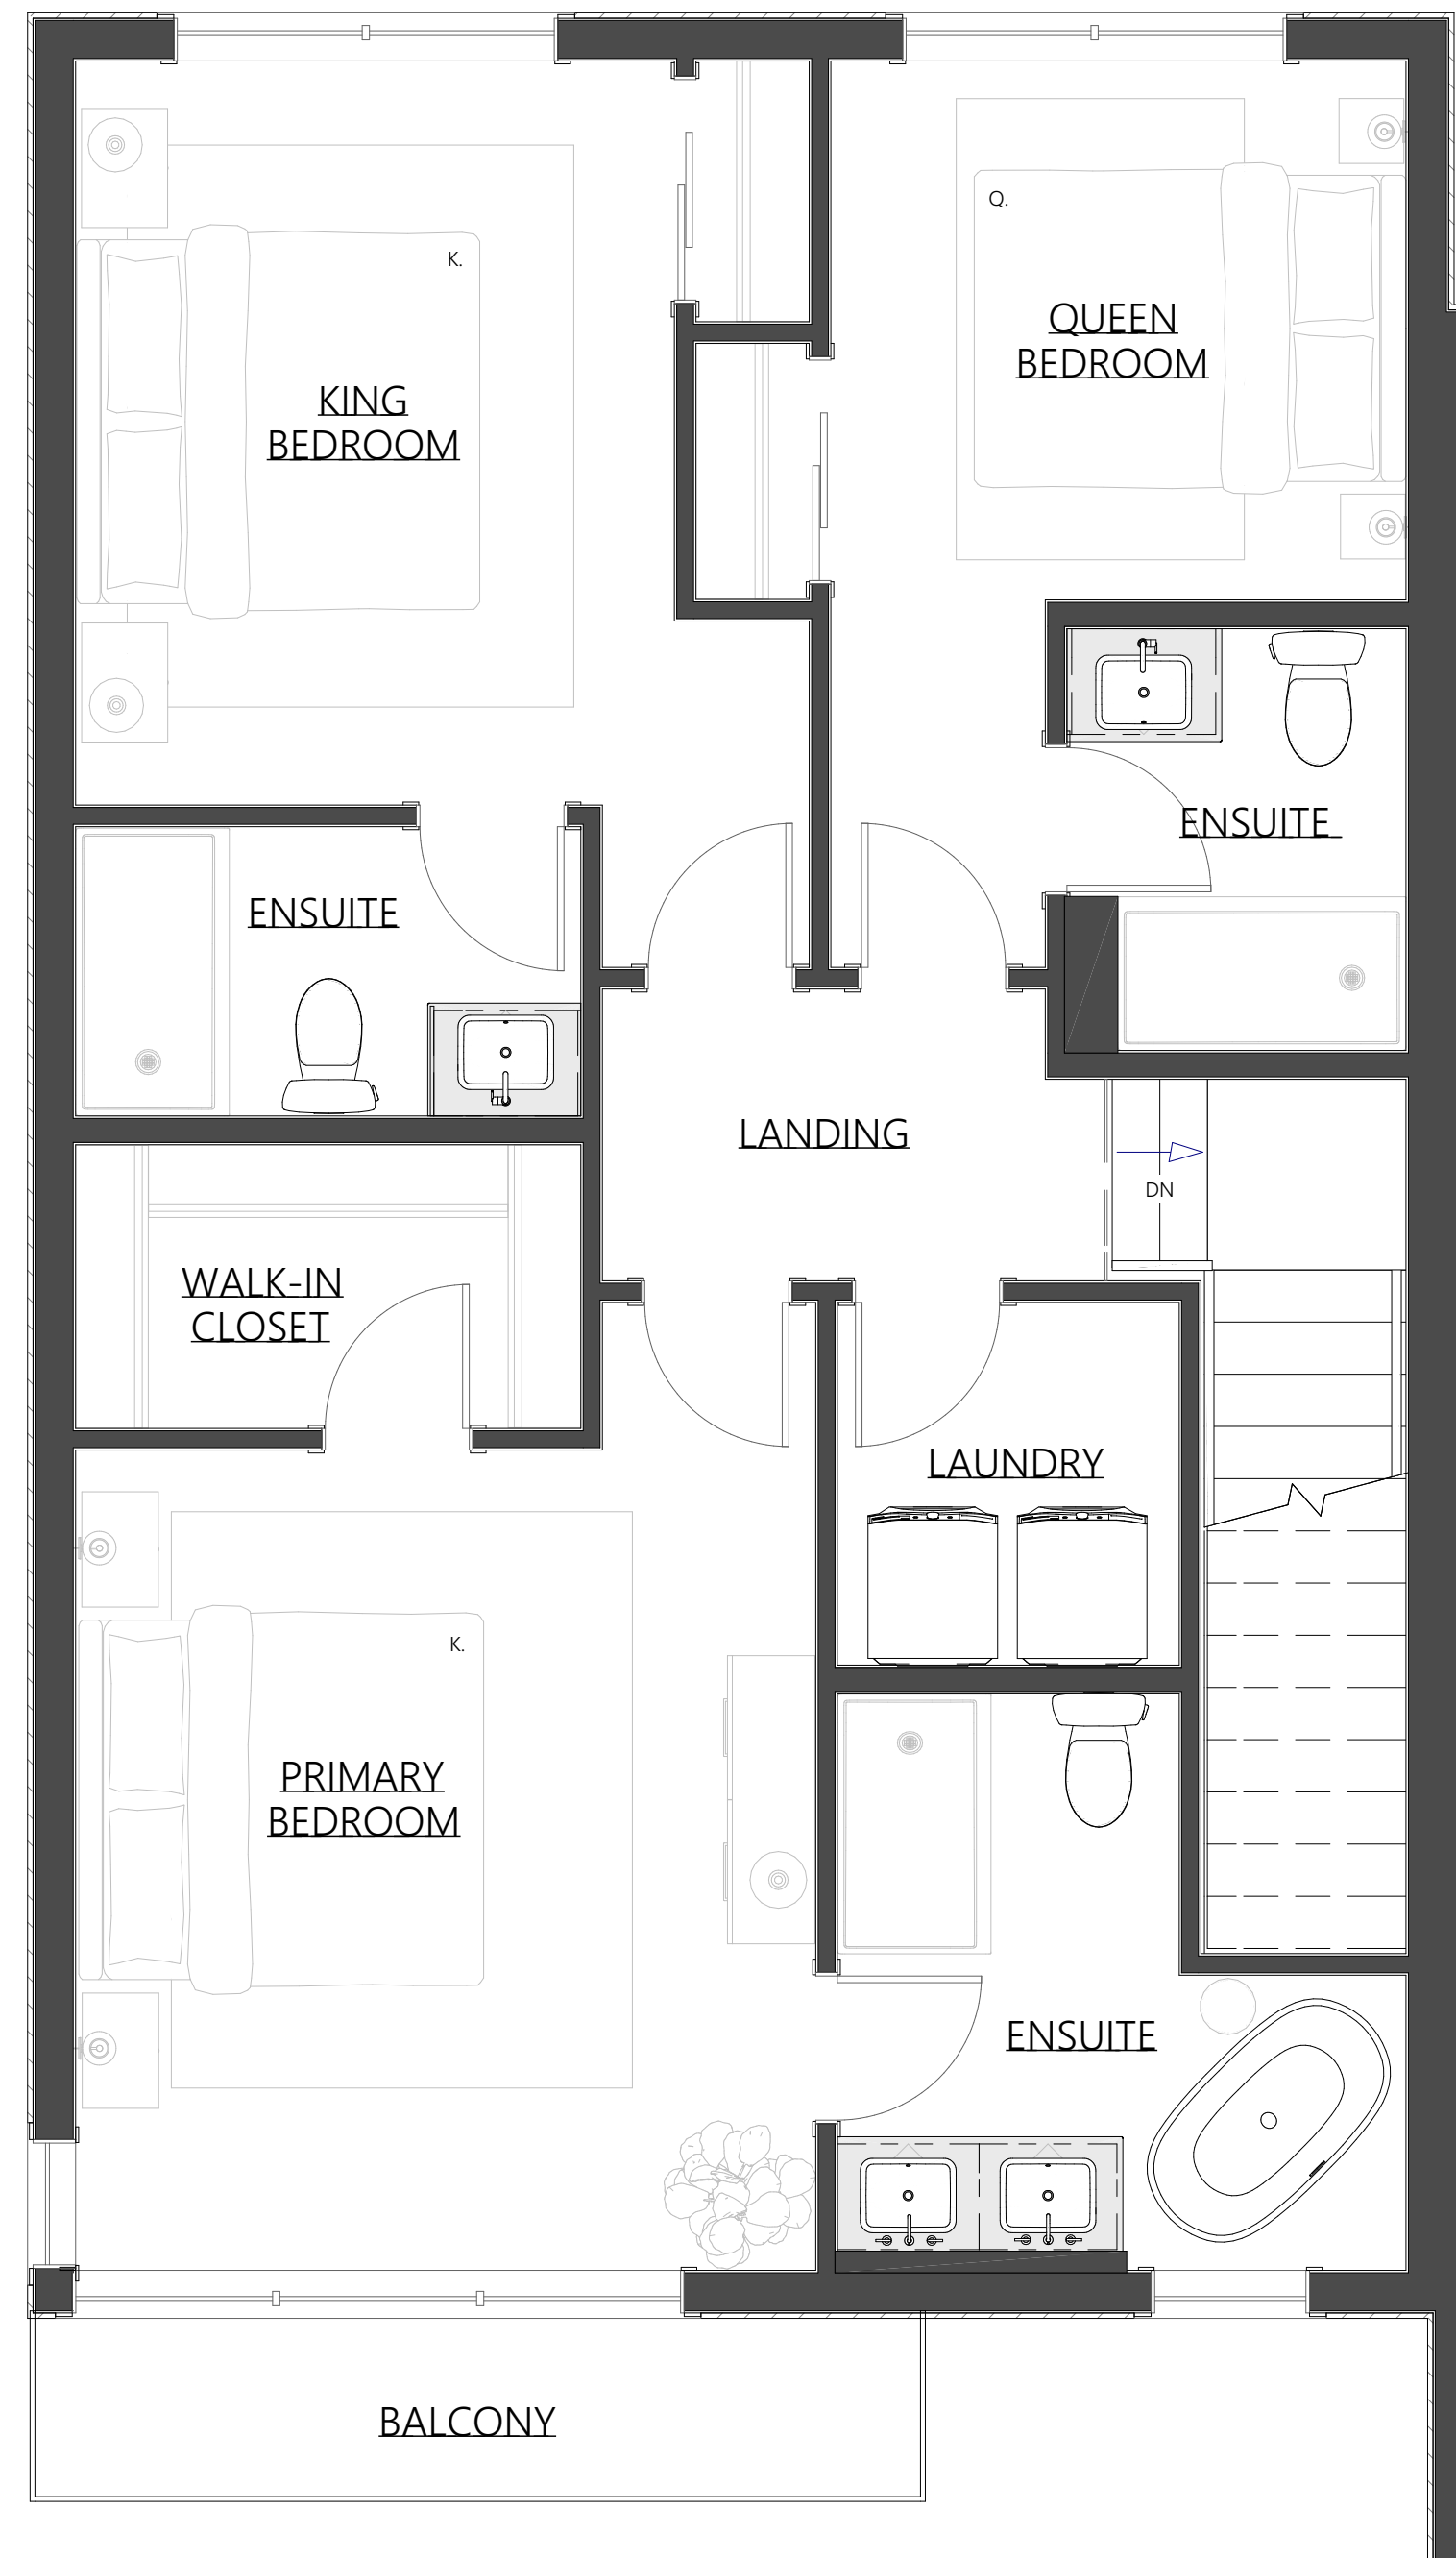 Q.
K.
QUEEN
BEDROOM
KING
BEDROOM
ENSUITE
ENSUITE
LANDING
DN
WALK-IN
CLOSET
LAUNDRY
K.
PRIMARY
BEDROOM
ENSUITE
BALCONY